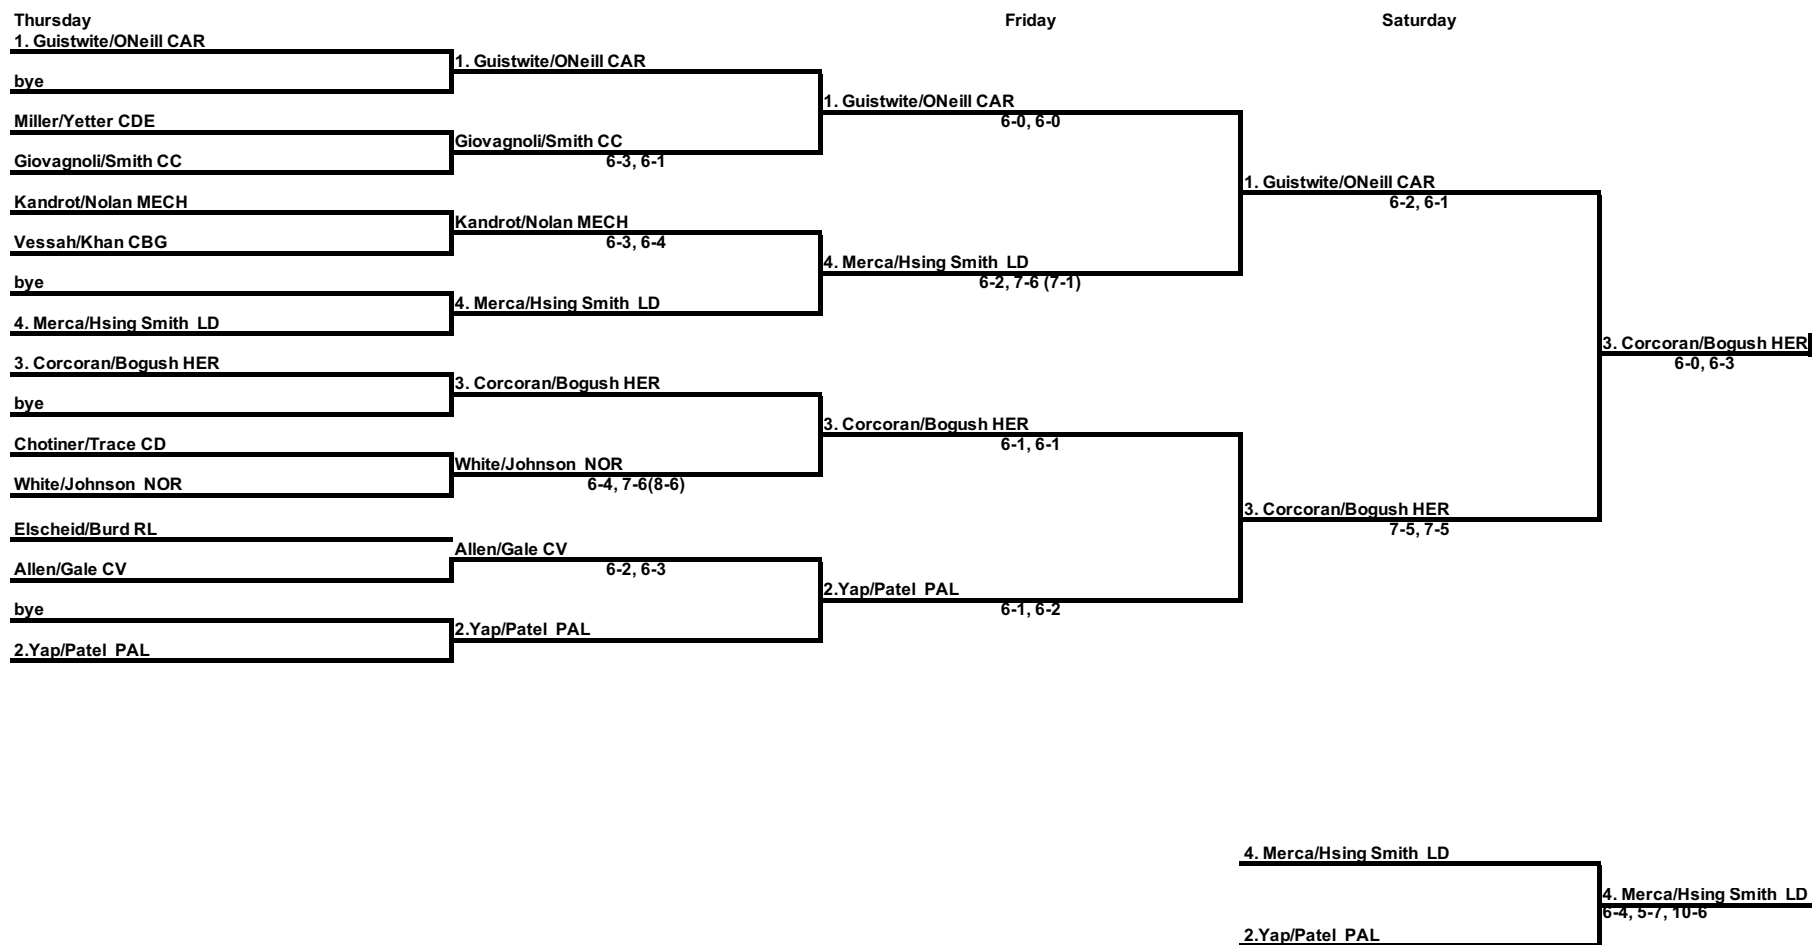 Thursday Friday Saturday
1. Guistwite/ONeill CAR
1. Guistwite/ONeill CAR
bye
1. Guistwite/ONeill CAR
Miller/Yetter CDE
6-0, 6-0
Giovagnoli/Smith CC
Giovagnoli/Smith CC
6-3, 6-1
1. Guistwite/ONeill CAR
Kandrot/Nolan MECH
6-2, 6-1
Kandrot/Nolan MECH
Vessah/Khan CBG
6-3, 6-4
4. Merca/Hsing Smith LD
bye
6-2, 7-6 (7-1)
4. Merca/Hsing Smith LD
4. Merca/Hsing Smith LD
3. Corcoran/Bogush HER
3. Corcoran/Bogush HER
6-0, 6-3
3. Corcoran/Bogush HER
bye
3. Corcoran/Bogush HER
Chotiner/Trace CD
6-1, 6-1
White/Johnson NOR
White/Johnson NOR
6-4, 7-6(8-6)
3. Corcoran/Bogush HER
Elscheid/Burd RL
7-5, 7-5
Allen/Gale CV
Allen/Gale CV
6-2, 6-3
2.Yap/Patel PAL
bye
6-1, 6-2
2.Yap/Patel PAL
2.Yap/Patel PAL
4. Merca/Hsing Smith LD
4. Merca/Hsing Smith LD
6-4, 5-7, 10-6
2.Yap/Patel PAL